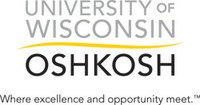 UNIVERSITY OF
WISCONSIN
OSHKOSH
Where excellence and opportunity meet.™